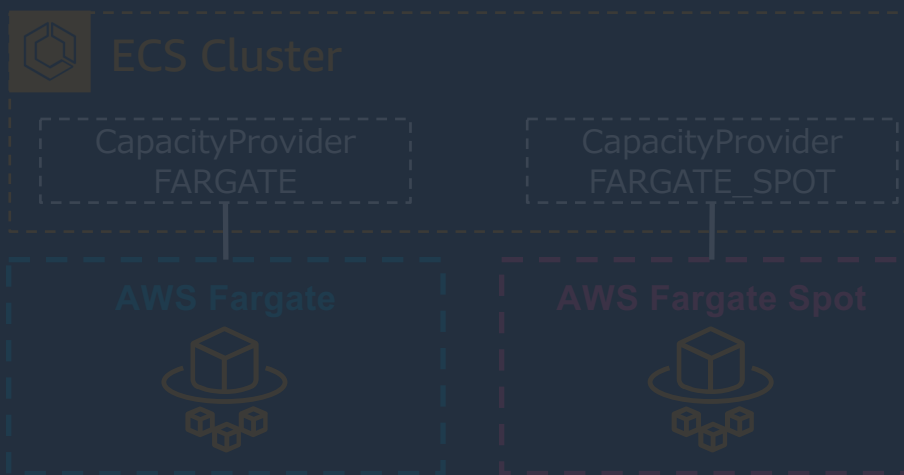 ECS Cluster
CapacityProvider
FARGATE
CapacityProvider
FARGATE_SPOT
AWS Fargate
AWS Fargate Spot